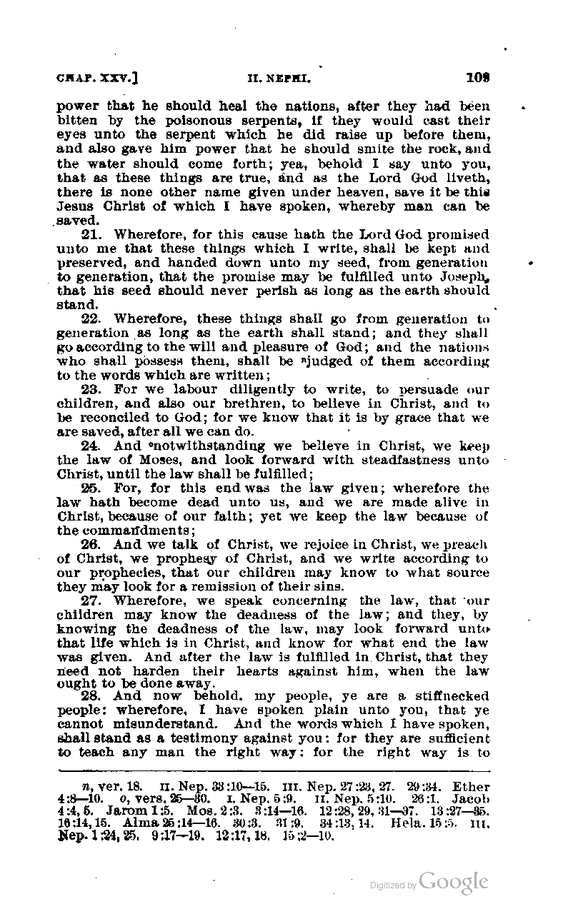 CHAP. XXV.] II. NEPHI. 109
power that he should heal the nations, after they had been
bitten by the poisonous serpents, if they would cast their
eyes unto the serpent which he did raise up before them,
and also gave him power that he should smite the rock, and
the water should come forth; yea, behold I say unto you,
that as these things are true, and as the Lord God liveth,
there is none other name given under heaven, save it be this
Jesus Christ of which I have spoken, whereby man can be
saved.
21. Wherefore, for this cause hath the Lord God promised
unto me that these things which I write, shall be kept and
preserved, and handed down unto my seed, from generation
to generation, that the promise may be fulfilled unto Joseph,
that his seed should never perish as long as the earth should
stand.
22. Wherefore, these things shall go from generation to
generation as long as the earth shall stand; and they shall
go according to the will and pleasure of God; and the nations
who shall possess them, shall be ⁿjudged of them according
to the words which are written;
23. For we labour diligently to write, to persuade our
children, and also our brethren, to believe in Christ, and to
be reconciled to God; for we know that it is by grace that we
are saved, after all we can do.
24. And ᵒnotwithstanding we believe in Christ, we keep
the law of Moses, and look forward with steadfastness unto
Christ, until the law shall be fulfilled;
25. For, for this end was the law given; wherefore the
law hath become dead unto us, and we are made alive in
Christ, because of our faith; yet we keep the law because of
the commandments;
26. And we talk of Christ, we rejoice in Christ, we preach
of Christ, we prophesy of Christ, and we write according to
our prophecies, that our children may know to what source
they may look for a remission of their sins.
27. Wherefore, we speak concerning the law, that our
children may know the deadness of the law; and they, by
knowing the deadness of the law, may look forward unto
that life which is in Christ, and know for what end the law
was given. And after the law is fulfilled in Christ, that they
need not harden their hearts against him, when the law
ought to be done away.
28. And now behold, my people, ye are a stiffnecked
people: wherefore, I have spoken plain unto you, that ye
cannot misunderstand. And the words which I have spoken,
shall stand as a testimony against you: for they are sufficient
to teach any man the right way: for the right way is to
n, ver. 18. II. Nep. 33:10—15. III. Nep. 27:23, 27. 29:34. Ether
4:8—10. o, vers. 25—30. I. Nep. 5:9. II. Nep. 5:10. 26:1. Jacob
4:4, 5. Jarom 1:5. Mos. 2:3. 3:14—16. 12:28, 29, 31—37. 13:27—35.
16:14, 15. Alma 25:14—16. 30:3. 31:9. 34:13, 14. Hela. 15:5. III.
Nep. 1:24, 25. 9:17—19. 12:17, 18. 15:2—10.
Digitized by Google